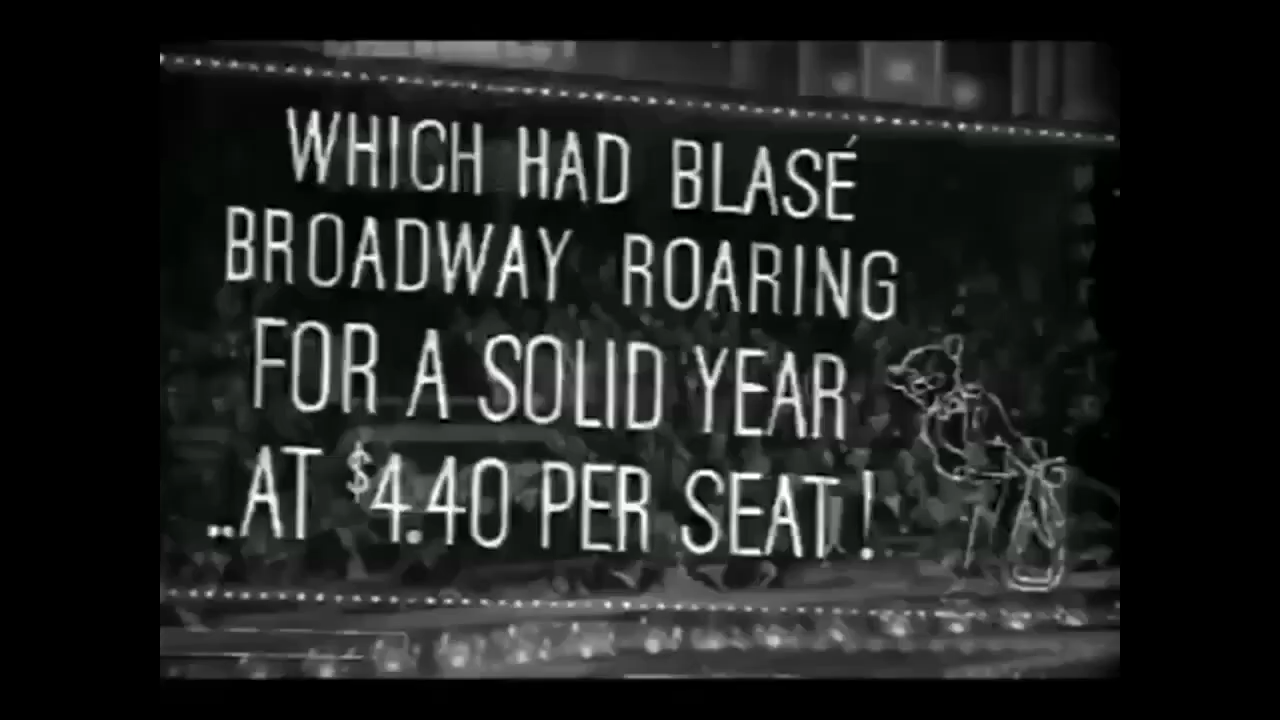 WHICH HAD BLASÉ
BROADWAY ROARING
FOR A SOLID YEAR
..AT $4.40 PER SEAT!